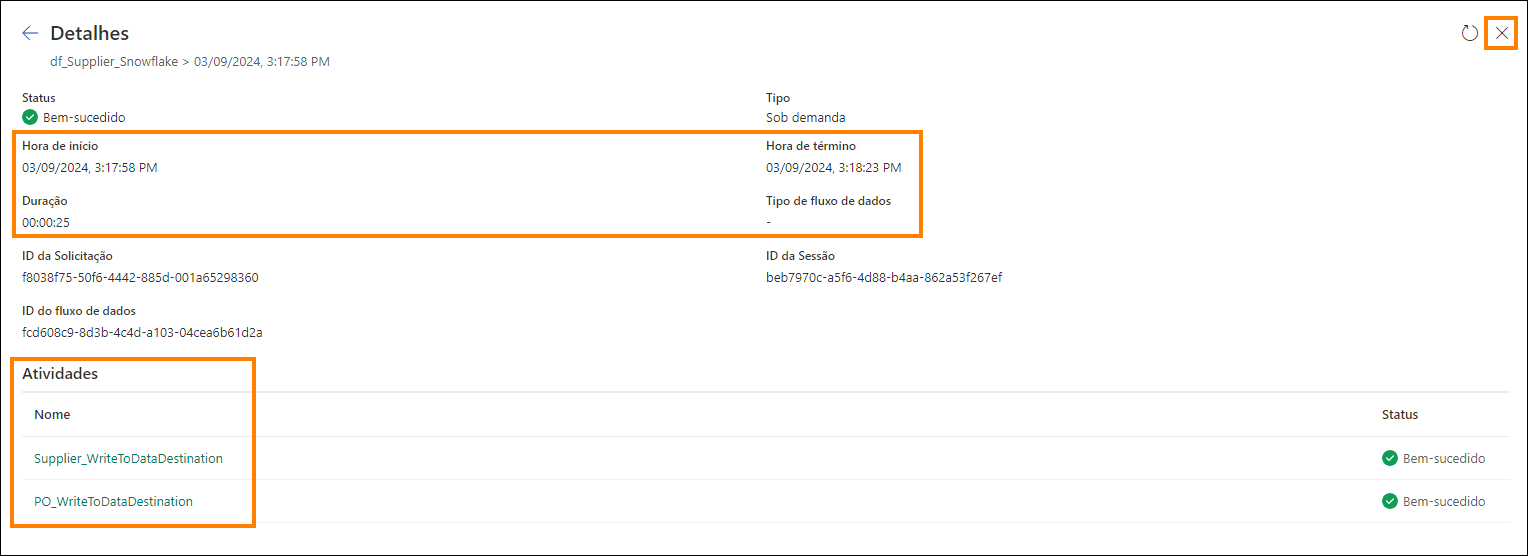 Detalhes
df_Supplier_Snowflake > 03/09/2024, 3:17:58 PM
Status
Tipo
Bem-sucedido
Sob demanda
Hora de início
Hora de término
03/09/2024, 3:17:58 PM
03/09/2024, 3:18:23 PM
Duração
Tipo de fluxo de dados
00:00:25
-
ID da Solicitação
ID da Sessão
f8038f75-50f6-4442-885d-001a65298360
beb7970c-a5f6-4d88-b4aa-862a53f267ef
ID do fluxo de dados
fcd608c9-8d3b-4c4d-a103-04cea6b61d2a
Atividades
Nome
Status
Supplier_WriteToDataDestination
Bem-sucedido
PO_WriteToDataDestination
Bem-sucedido